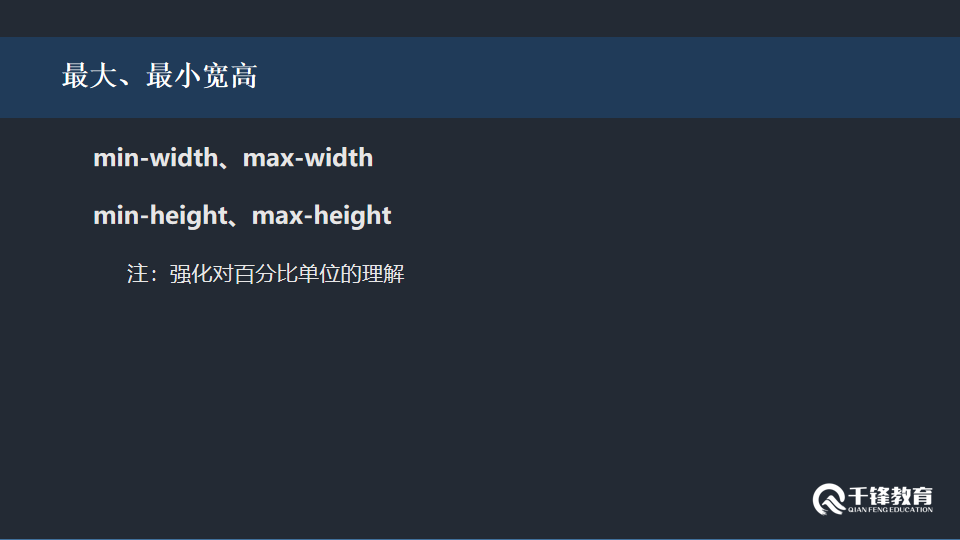 最大、最小宽高
min-width、max-width
min-height、max-height
注：强化对百分比单位的理解
千锋教育
QIAN FENG EDUCATION